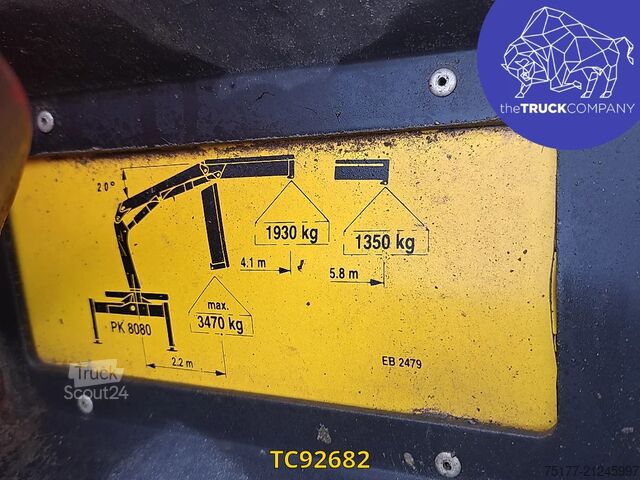 theTRUCKCOMPANY
20°
1930 kg
1350 kg
4.1 m
5.8 m
max.
3470 kg
PK 8080
2.2 m
EB 2479
Truck
Scout24
TC92682
75177-21245997